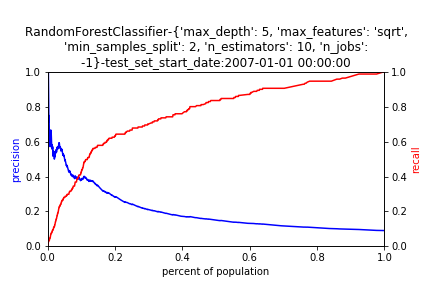 RandomForestClassifier-{'max_depth': 5, 'max_features': 'sqrt',
'min_samples_split': 2, 'n_estimators': 10, 'n_jobs':
-1}-test_set_start_date:2007-01-01 00:00:00
1.0
0.8
0.6
0.4
0.2
0.0
precision
1.0
0.8
0.6
0.4
0.2
0.0
recall
0.0 0.2 0.4 0.6 0.8 1.0
percent of population